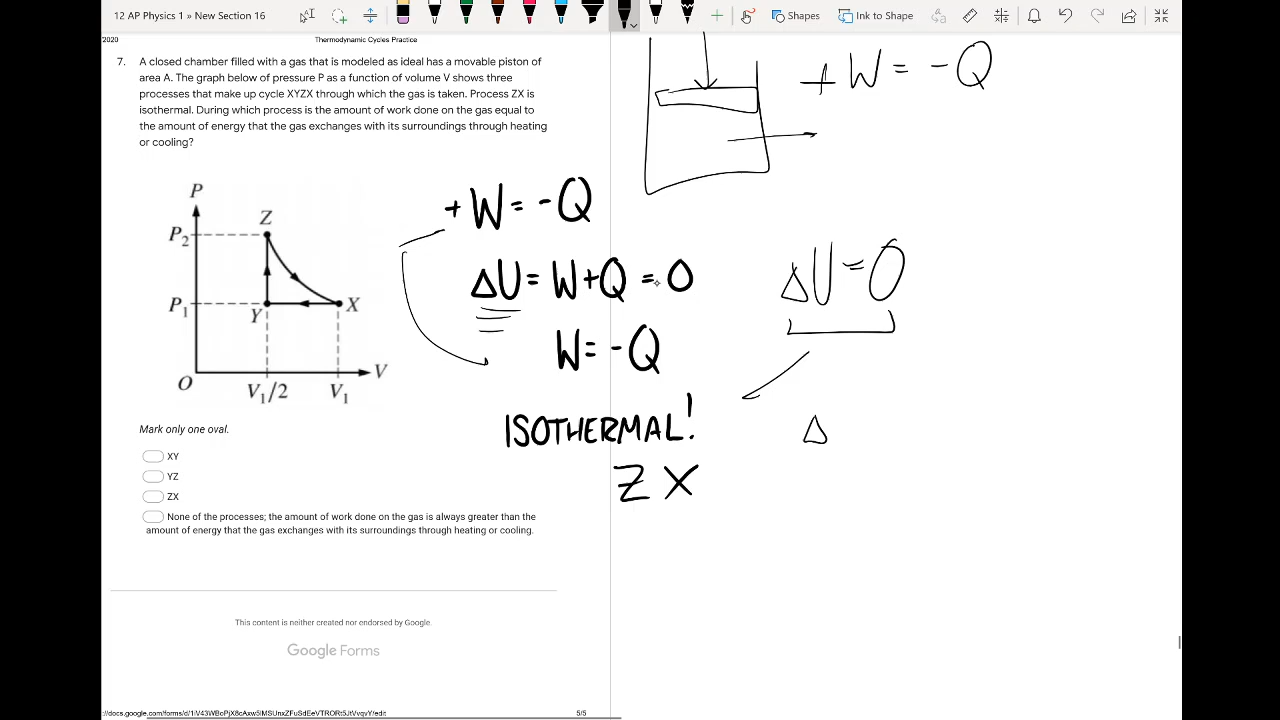 12 AP Physics 1 » New Section 16
Shapes
Ink to Shape
2020
Thermodynamic Cycles Practice
7. A closed chamber filled with a gas that is modeled as ideal has a movable piston of
area A. The graph below of pressure P as a function of volume V shows three
processes that make up cycle XYZX through which the gas is taken. Process ZX is
isothermal. During which process is the amount of work done on the gas equal to
the amount of energy that the gas exchanges with its surroundings through heating
or cooling?
P
Z
P₂
P₁
Y
X
O
V₁/2
V₁
V
Mark only one oval.
XY
YZ
ZX
None of the processes; the amount of work done on the gas is always greater than the
amount of energy that the gas exchanges with its surroundings through heating or cooling.
This content is neither created nor endorsed by Google.
Google Forms
5/5
+W = -Q
ΔU = W+Q = 0
W = -Q
ISOTHERMAL!
ZX
+W = -Q
ΔU = 0
Δ